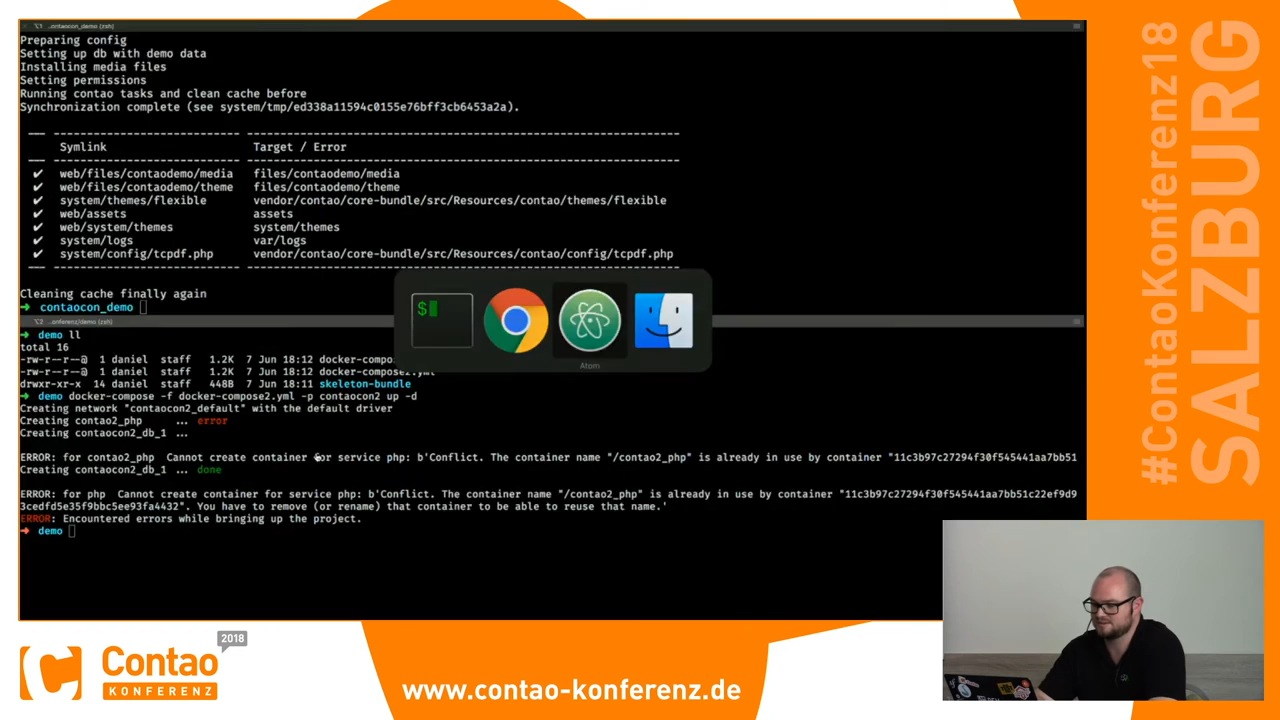 ..ontaocon_demo (zsh)
Preparing config
Setting up db with demo data
Installing media files
Setting permissions
Running contao tasks and clean cache before
Synchronization complete (see system/tmp/ed338a11594c0155e76bff3cb6453a2a).
Symlink Target / Error
✔ web/files/contaodemo/media files/contaodemo/media
✔ web/files/contaodemo/theme files/contaodemo/theme
✔ system/themes/flexible vendor/contao/core-bundle/src/Resources/contao/themes/flexible
✔ web/assets assets
✔ web/system/themes system/themes
✔ system/logs var/logs
✔ system/config/tcpdf.php vendor/contao/core-bundle/src/Resources/contao/config/tcpdf.php
Cleaning cache finally again
➜ contaocon_demo
..onferenz/demo (zsh)
➜ demo ll
total 16
-rw-r--r--@ 1 daniel staff 1.2K 7 Jun 18:12 docker-compo
-rw-r--r--@ 1 daniel staff 1.2K 7 Jun 18:12 docker-compose2.yml
drwxr-xr-x 14 daniel staff 448B 7 Jun 18:11 skeleton-bundle
➜ demo docker-compose -f docker-compose2.yml -p contaocon2 up -d
Creating network "contaocon2_default" with the default driver
Creating contao2_php ... error
Creating contaocon2_db_1 ...
ERROR: for contao2_php Cannot create container for service php: b'Conflict. The container name "/contao2_php" is already in use by container "11c3b97c27294f30f545441aa7bb51
Creating contaocon2_db_1 ... done
ERROR: for php Cannot create container for service php: b'Conflict. The container name "/contao2_php" is already in use by container "11c3b97c27294f30f545441aa7bb51c22ef9d9
3cedfd5e35f9bbc5ee93fa4432". You have to remove (or rename) that container to be able to reuse that name.'
ERROR: Encountered errors while bringing up the project.
➜ demo
$
Atom
#ContaoKonferenz18
SALZBURG
Contao
KONFERENZ
2018
www.contao-konferenz.de